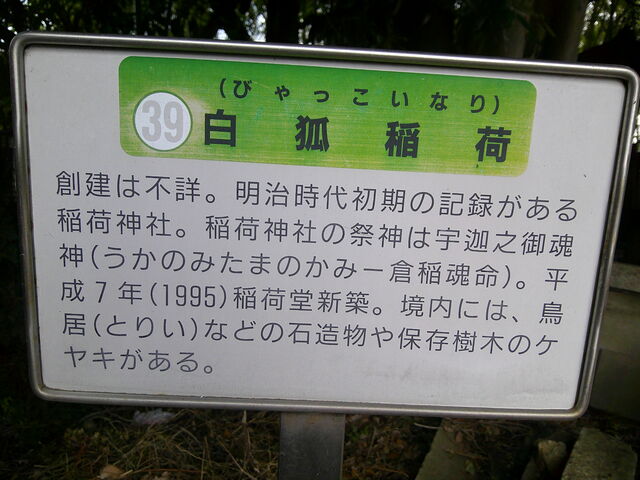 (びゃっこいなり)
39 白狐稲荷
創建は不詳。明治時代初期の記録がある
稲荷神社。稲荷神社の祭神は宇迦之御魂
神(うかのみたまのかみー倉稲魂命)。平
成7年(1995)稲荷堂新築。境内には、鳥
居(とりい)などの石造物や保存樹木のケ
ヤキがある。